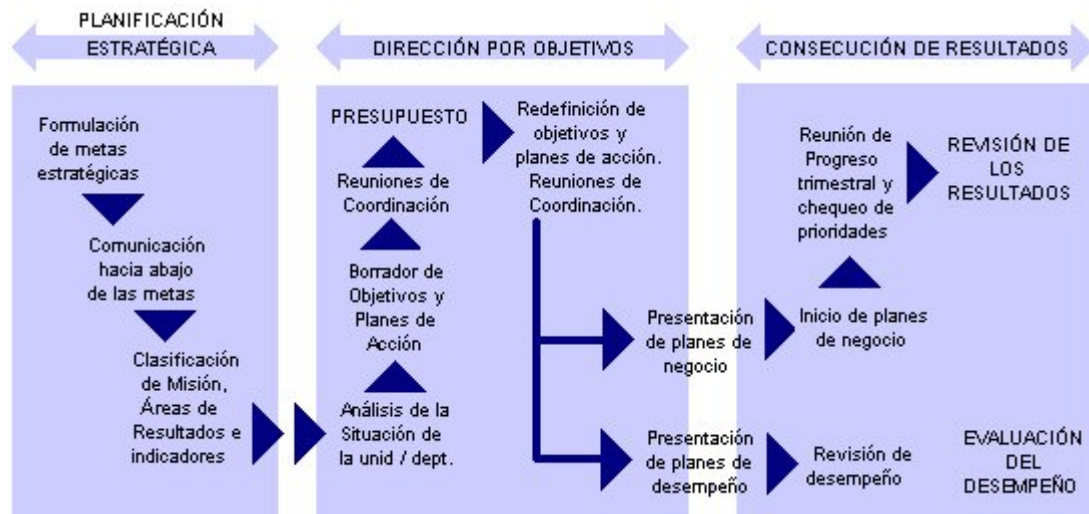 PLANIFICACIÓN
ESTRATÉGICA
DIRECCIÓN POR OBJETIVOS
CONSECUCIÓN DE RESULTADOS
Formulación
de metas
estratégicas
Comunicación
hacia abajo
de las metas
Clasificación
de Misión,
Áreas de
Resultados e
indicadores
Análisis de la
Situación de
la unid / dept.
Borrador de
Objetivos y
Planes de
Acción
Reuniones de
Coordinación
PRESUPUESTO
Redefinición de
objetivos y
planes de acción.
Reuniones de
Coordinación.
Presentación
de planes de
negocio
Presentación
de planes de
desempeño
Inicio de planes
de negocio
Reunión de
Progreso
trimestral y
chequeo de
prioridades
REVISIÓN DE
LOS
RESULTADOS
Revisión de
desempeño
EVALUACIÓN
DEL
DESEMPEÑO